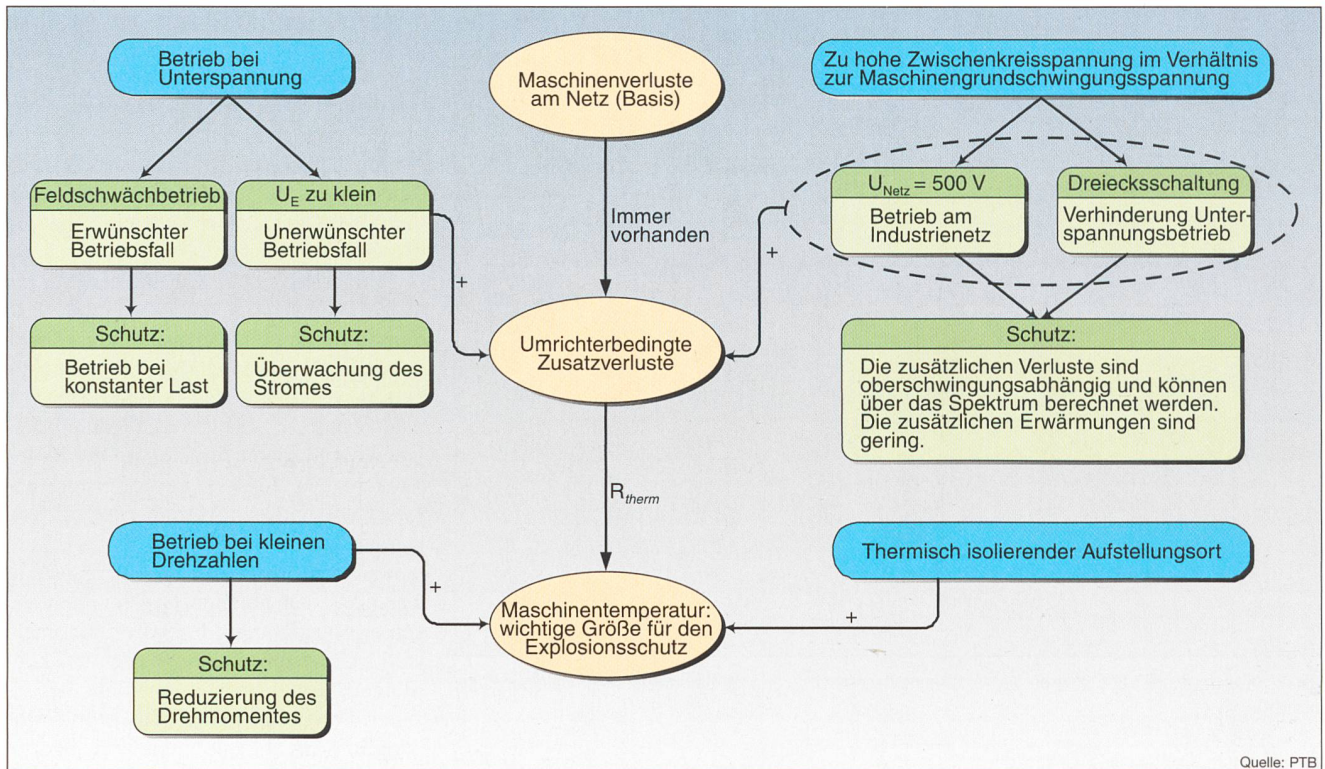 Betrieb bei
Unterspannung
Maschinenverluste
am Netz (Basis)
Zu hohe Zwischenkreisspannung im Verhältnis
zur Maschinengrundschwingungsspannung
Feldschwächbetrieb
Erwünschter
Betriebsfall
U_E zu klein
Unerwünschter
Betriebsfall
Immer
vorhanden
U_Netz = 500 V
Betrieb am
Industrienetz
Dreiecksschaltung
Verhinderung Unter-
spannungsbetrieb
+
+
Schutz:
Betrieb bei
konstanter Last
Schutz:
Überwachung des
Stromes
Umrichterbedingte
Zusatzverluste
Schutz:
Die zusätzlichen Verluste sind
oberschwingungsabhängig und können
über das Spektrum berechnet werden.
Die zusätzlichen Erwärmungen sind
gering.
R_therm
Betrieb bei kleinen
Drehzahlen
Thermisch isolierender Aufstellungsort
+
+
Maschinentemperatur:
wichtige Größe für den
Explosionsschutz
Schutz:
Reduzierung des
Drehmomentes
Quelle: PTB